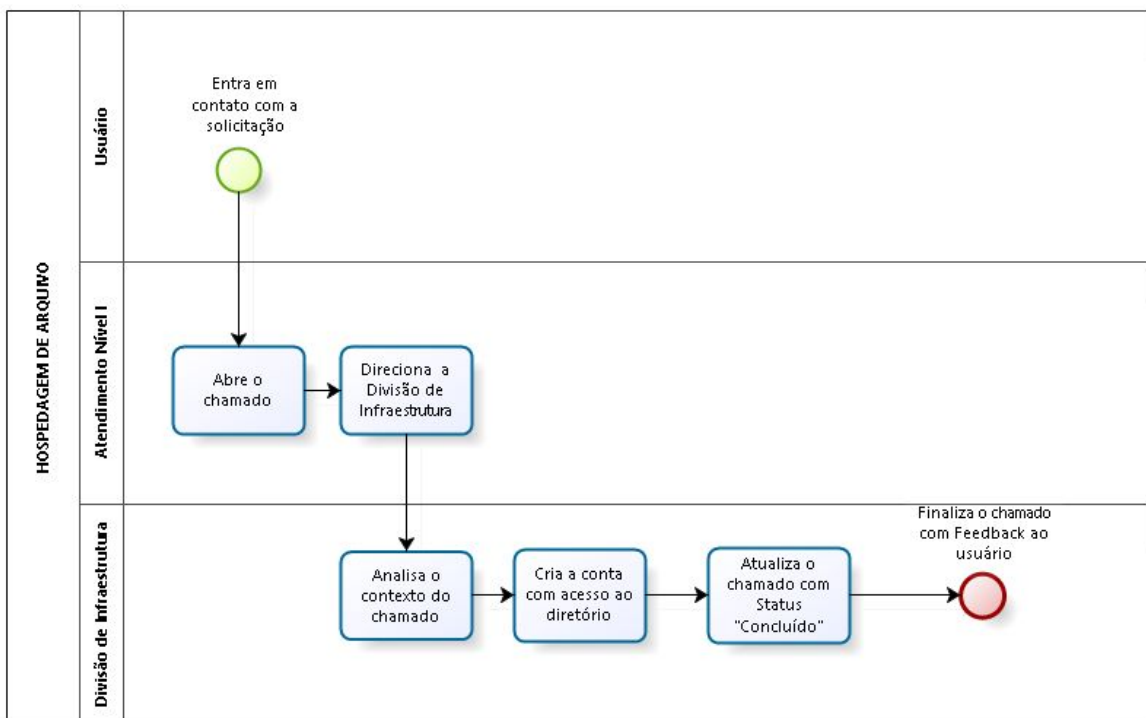 HOSPEDAGEM DE ARQUIVO
Usuário
Entra em
contato com a
solicitação
Atendimento Nível I
Abre o
chamado
Direciona a
Divisão de
Infraestrutura
Divisão de Infraestrutura
Analisa o
contexto do
chamado
Cria a conta
com acesso ao
diretório
Atualiza o
chamado com
Status
"Concluído"
Finaliza o chamado
com Feedback ao
usuário